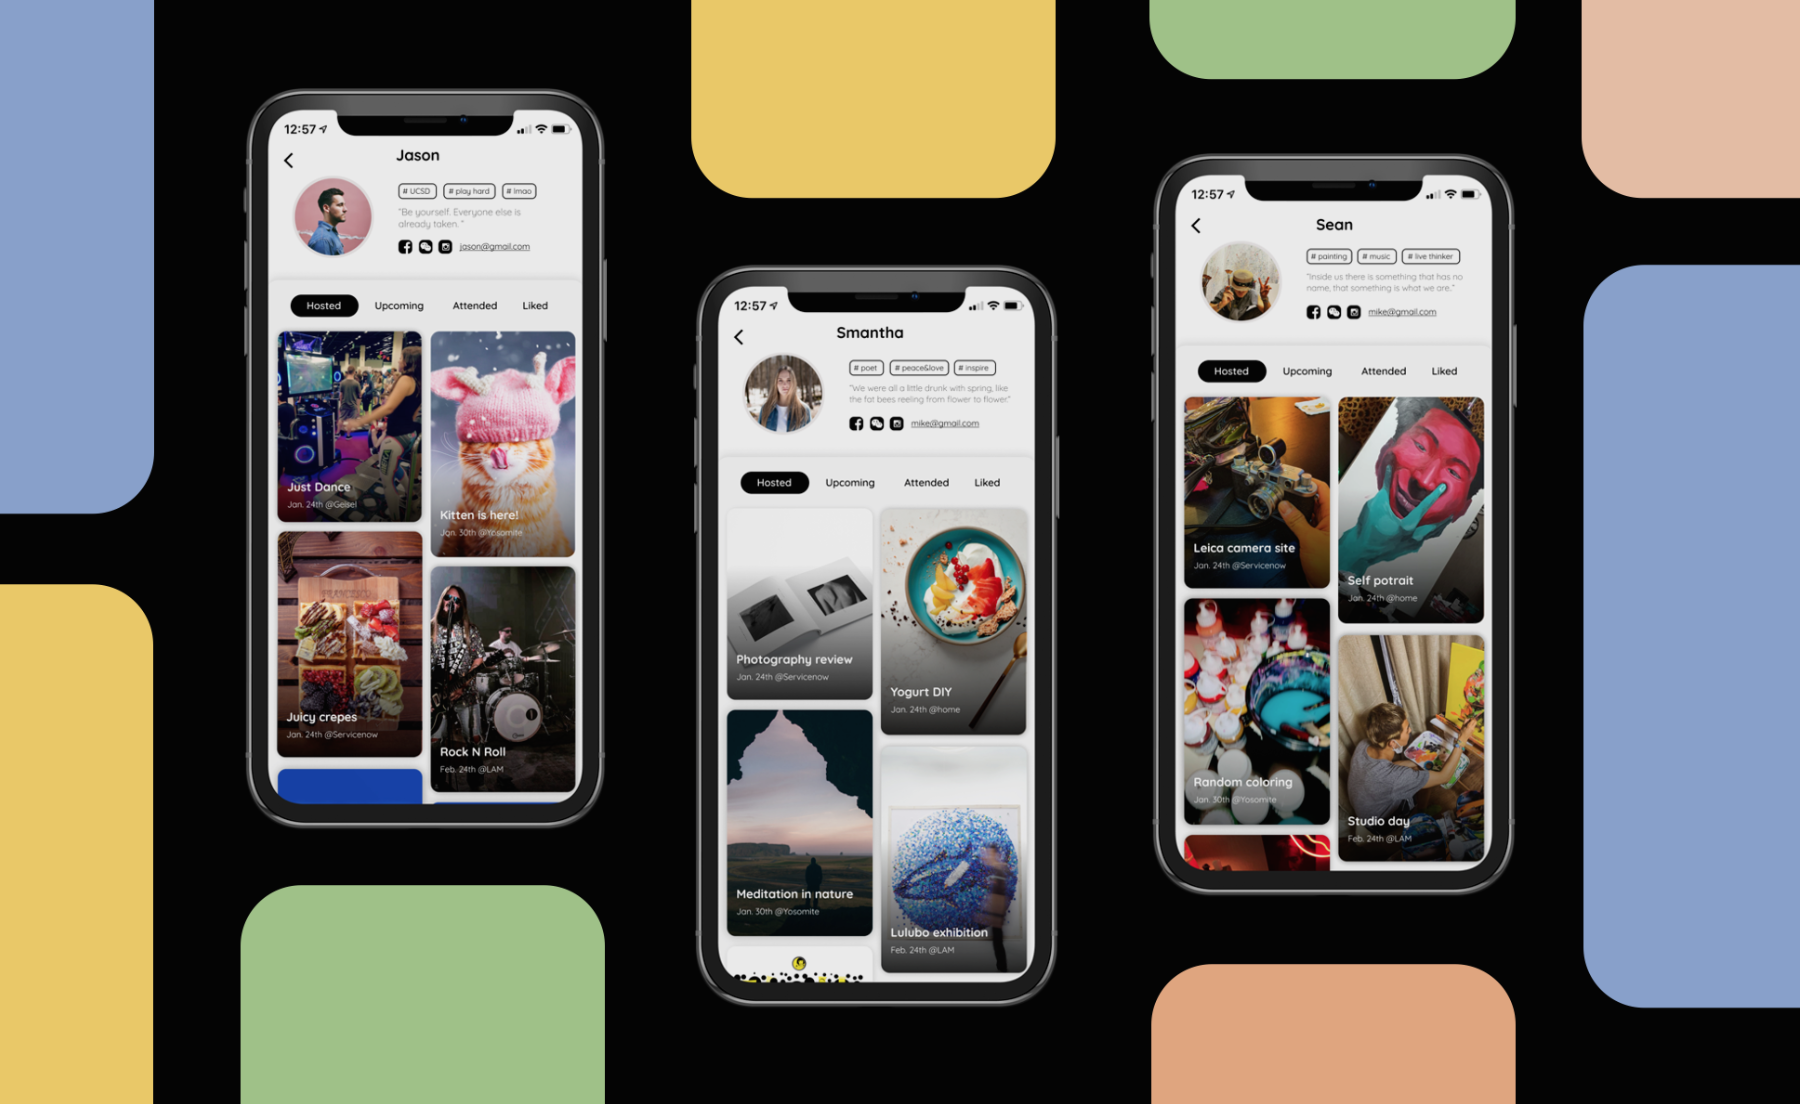 12:57
Jason
# UCSD
# play hard
# lmao
"Be yourself. Everyone else is
already taken. "
jason@gmail.com
Hosted
Upcoming
Attended
Liked
Just Dance
Jan. 24th @Geisel
Kitten is here!
Jan. 30th @Yosomite
Juicy crepes
Jan. 24th @Servicenow
Rock N Roll
Feb. 24th @LAM
12:57
Smantha
# poet
# peace&love
# inspire
"We were all a little drunk with spring, like
the fat bees reeling from flower to flower."
mike@gmail.com
Hosted
Upcoming
Attended
Liked
Photography review
Jan. 24th @Servicenow
Yogurt DIY
Jan. 24th @home
Meditation in nature
Jan. 30th @Yosomite
Lulubo exhibition
Feb. 24th @LAM
12:57
Sean
# painting
# music
# live thinker
"Inside us there is something that has no
name, that something is what we are."
mike@gmail.com
Hosted
Upcoming
Attended
Liked
Leica camera site
Jan. 24th @Servicenow
Self potrait
Jan. 24th @home
Random coloring
Jan. 30th @Yosomite
Studio day
Feb. 24th @LAM